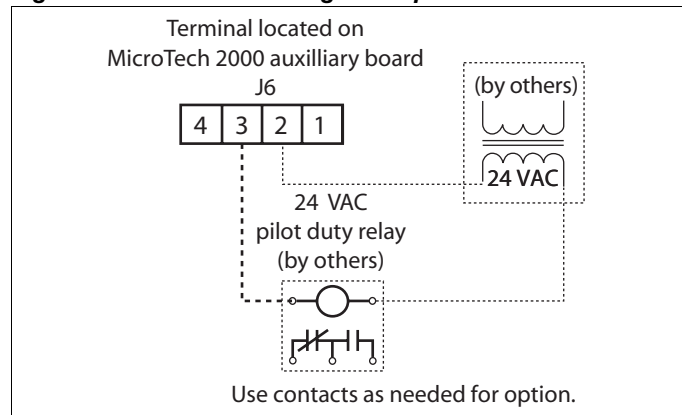 Terminal located on
MicroTech 2000 auxilliary board
J6
4 3 2 1
(by others)
24 VAC
24 VAC
pilot duty relay
(by others)
Use contacts as needed for option.